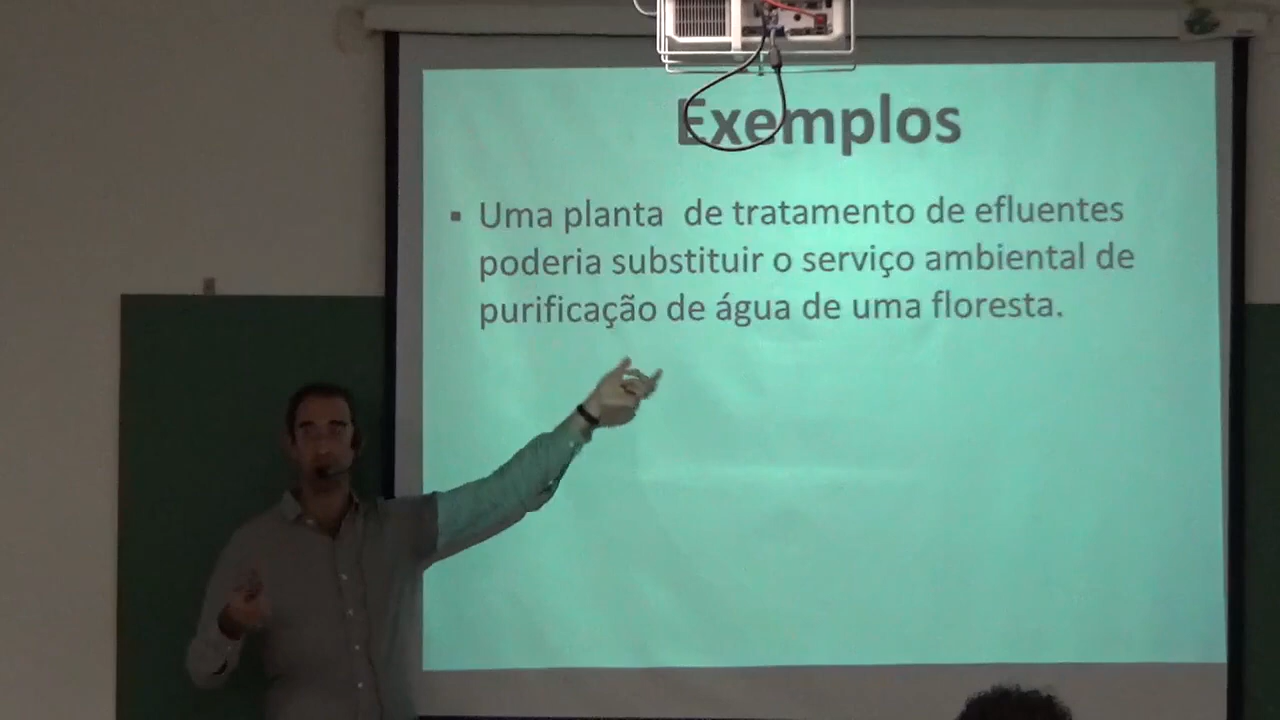 Exemplos
Uma planta de tratamento de efluentes
poderia substituir o serviço ambiental de
purificação de água de uma floresta.